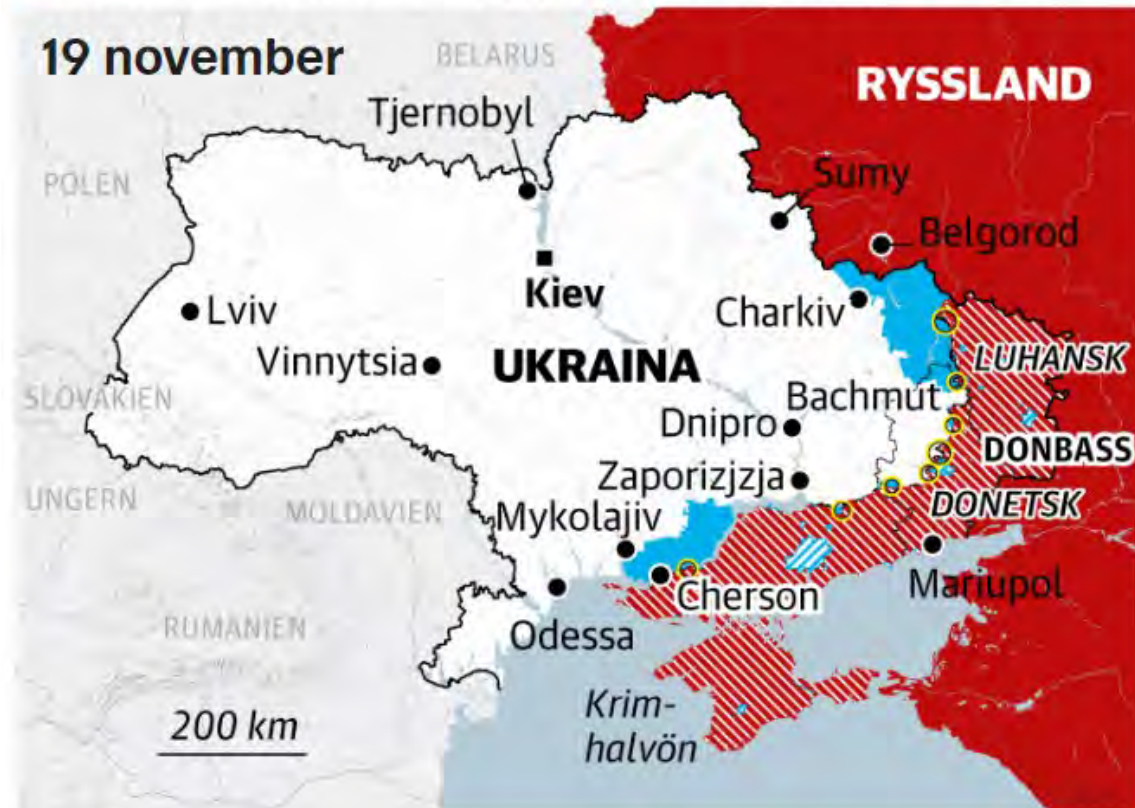 19 november
BELARUS
RYSSLAND
Tjernobyl
POLEN
Sumy
Belgorod
Kiev
Lviv
Charkiv
Vinnytsia
UKRAINA
LUHANSK
SLOVAKIEN
Bachmut
Dnipro
DONBASS
Zaporizjzja
UNGERN
MOLDAVIEN
DONETSK
Mykolajiv
Mariupol
Cherson
RUMANIEN
Odessa
200 km
Krim-
halvön